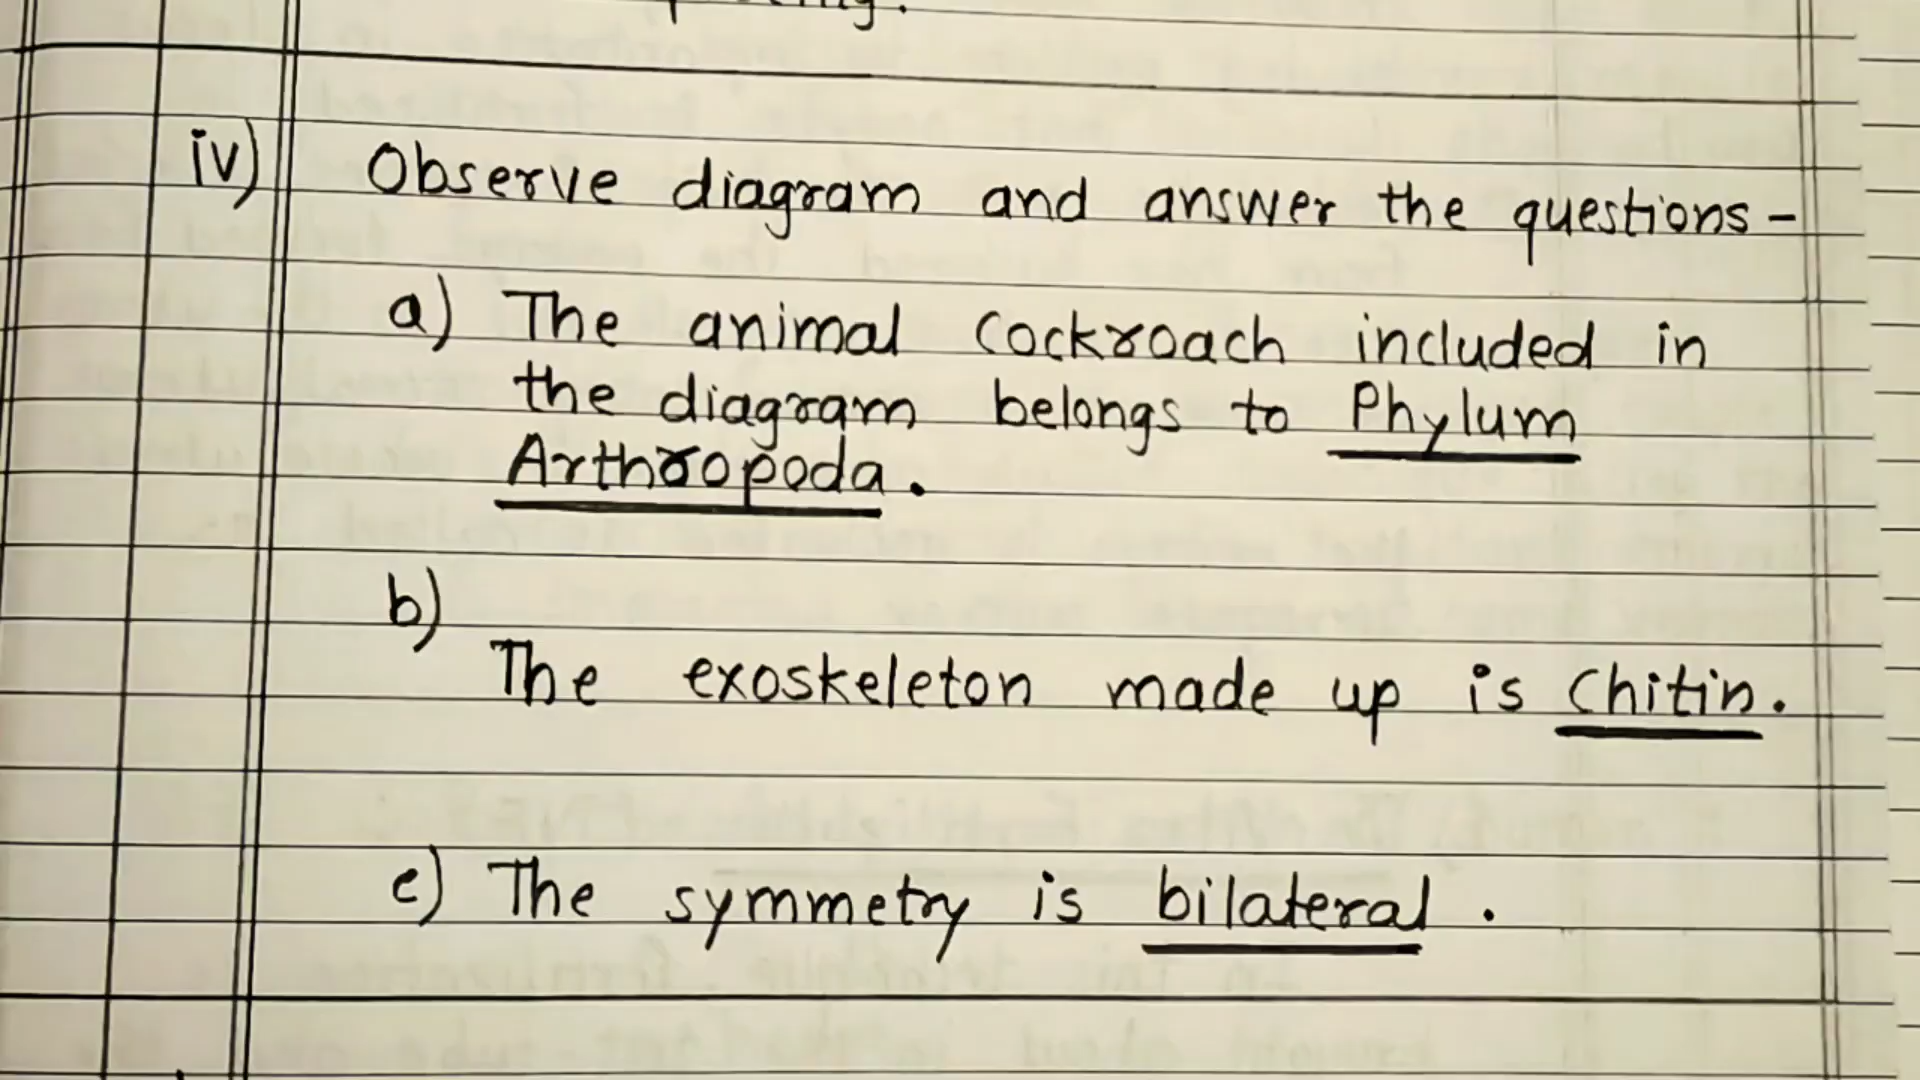 iv) Observe diagram and answer the questions -
a) The animal Cockroach included in
the diagram belongs to Phylum
Arthropoda.
b)
The exoskeleton made up is Chitin.
c) The symmetry is bilateral.